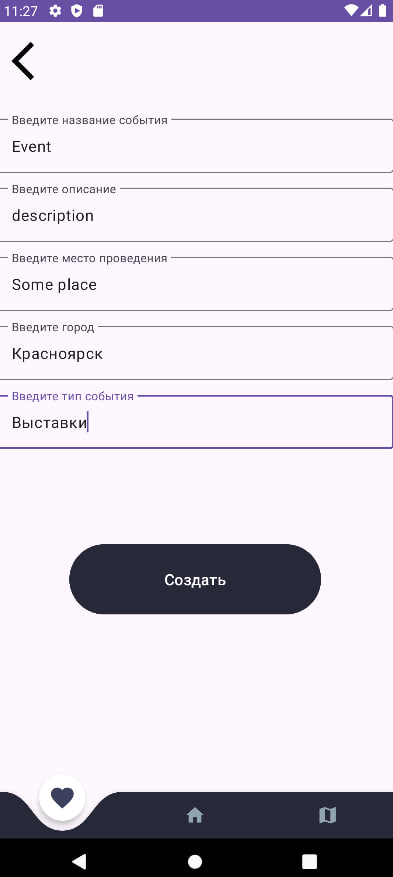 11:27
Введите название события
Event
Введите описание
description
Введите место проведения
Some place
Введите город
Красноярск
Введите тип события
Выставки
Создать